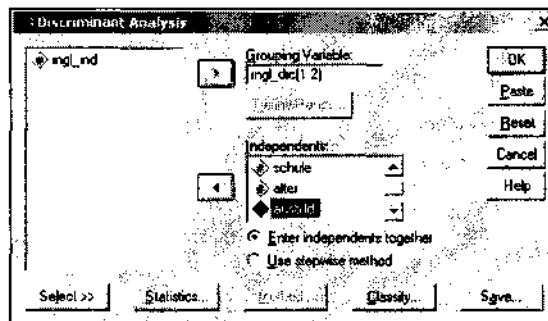 Discriminant Analysis
ingl_ind
Grouping Variable:
ingl_dic(1 2)
Define Range...
Independents:
schule
alter
Enter independents together
Use stepwise method
OK
Paste
Reset
Cancel
Help
Select >>
Statistics...
Method...
Classify...
Save...